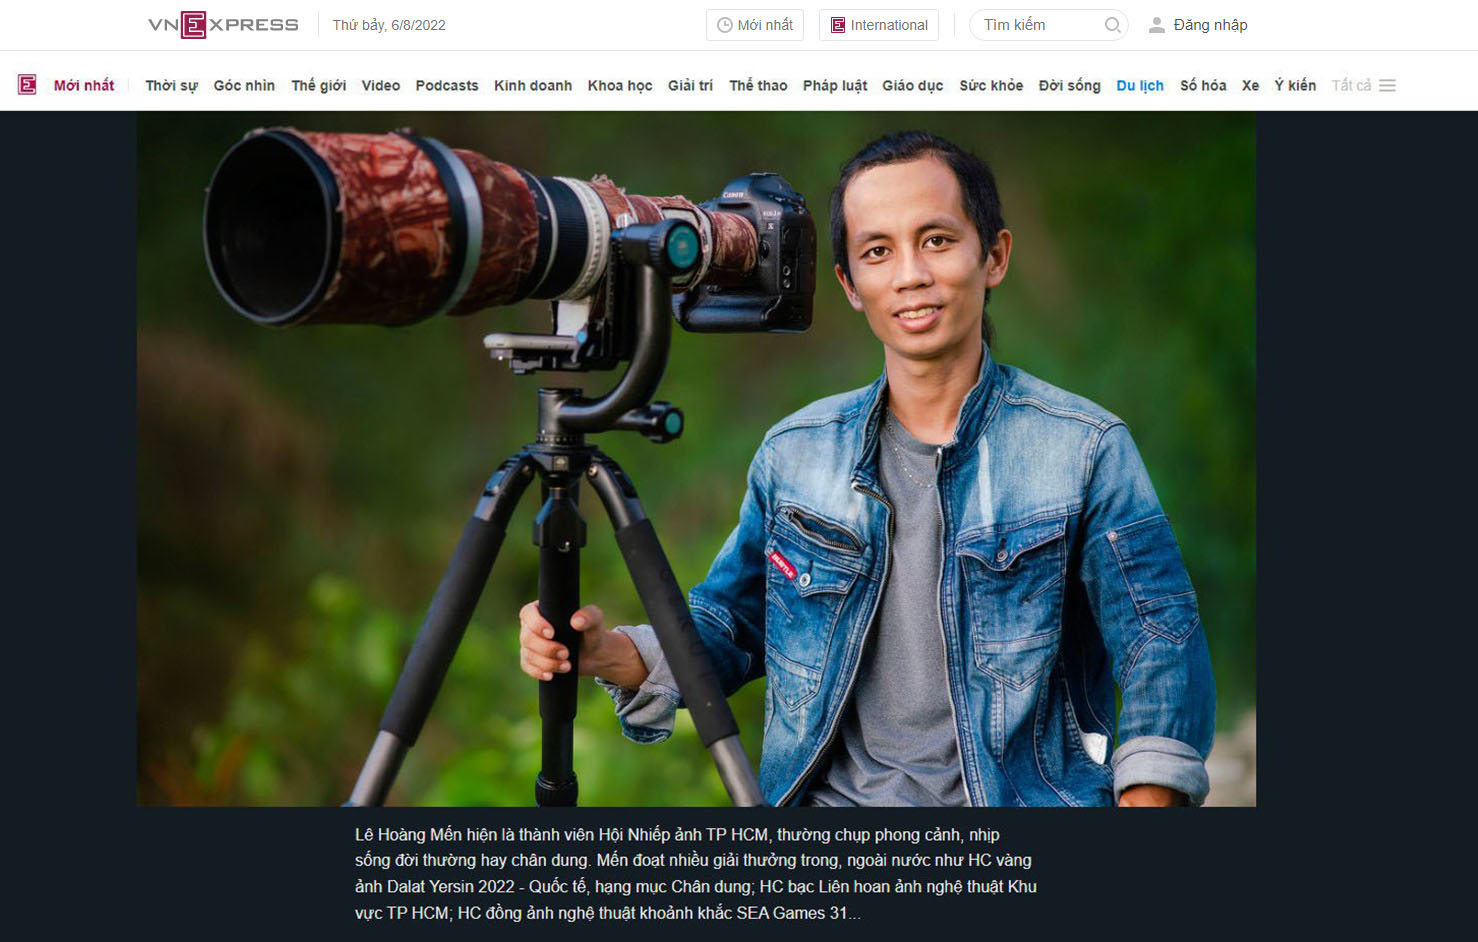 VNEXPRESS Thứ bảy, 6/8/2022 Mới nhất International Tìm kiếm Đăng nhập
Mới nhất Thời sự Góc nhìn Thế giới Video Podcasts Kinh doanh Khoa học Giải trí Thể thao Pháp luật Giáo dục Sức khỏe Đời sống Du lịch Số hóa Xe Ý kiến Tất cả
Canon
Lê Hoàng Mến hiện là thành viên Hội Nhiếp ảnh TP HCM, thường chụp phong cảnh, nhịp
sống đời thường hay chân dung. Mến đoạt nhiều giải thưởng trong, ngoài nước như HC vàng
ảnh Dalat Yersin 2022 - Quốc tế, hạng mục Chân dung; HC bạc Liên hoan ảnh nghệ thuật Khu
vực TP HCM; HC đồng ảnh nghệ thuật khoảnh khắc SEA Games 31...